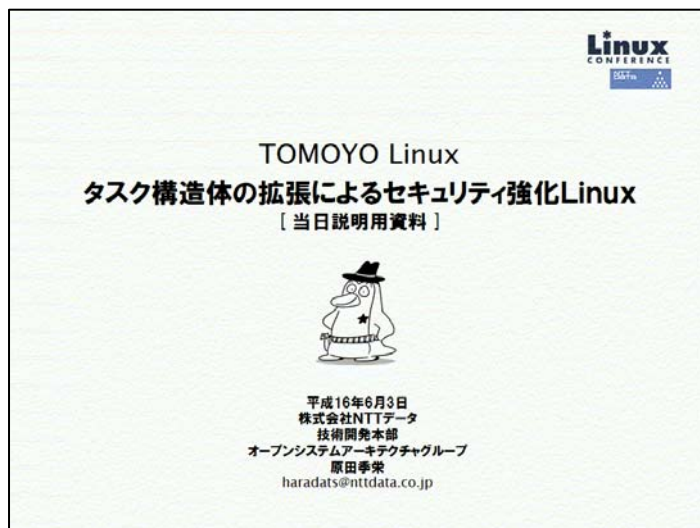 Linux
CONFERENCE
NTT
Data
TOMOYO Linux
タスク構造体の拡張によるセキュリティ強化Linux
[ 当日説明用資料 ]
平成16年6月3日
株式会社NTTデータ
技術開発本部
オープンシステムアーキテクチャグループ
原田季栄
haradats@nttdata.co.jp